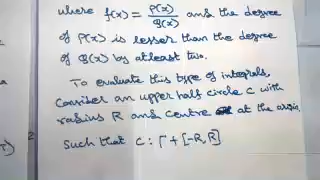 where f(x) = P(x)/Q(x) and the degree
of P(x) is lesser than the degree
of Q(x) by atleast two.
To evaluate this type of integrals,
Consider an upper half circle C with
radius R and centre at the origin.
Such that C: Γ+[-R,R]